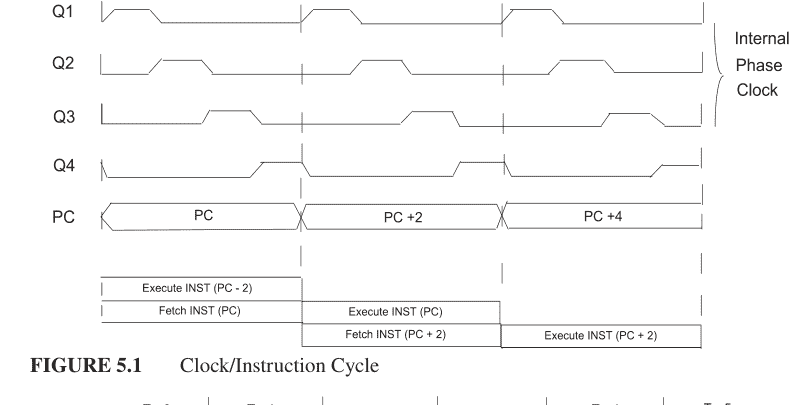 Q1
Internal
Q2
Phase
Clock
Q3
Q4
PC
PC
PC +2
PC +4
Execute INST (PC - 2)
Fetch INST (PC)
Execute INST (PC)
Fetch INST (PC + 2)
Execute INST (PC + 2)
FIGURE 5.1 Clock/Instruction Cycle